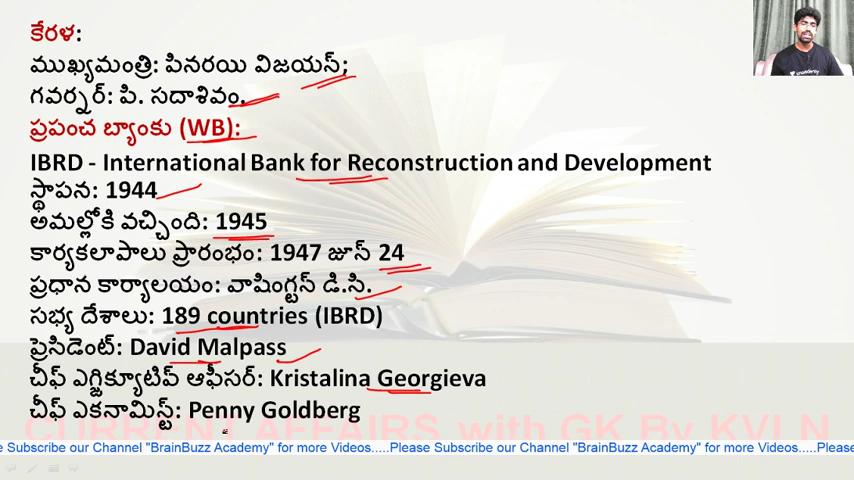 కేరళ:
ముఖ్యమంత్రి: పినరయి విజయన్;
గవర్నర్: పి. సదాశివం.
ప్రపంచ బ్యాంకు (WB):
IBRD - International Bank for Reconstruction and Development
స్థాపన: 1944
అమల్లోకి వచ్చింది: 1945
కార్యకలాపాలు ప్రారంభం: 1947 జూన్ 24
ప్రధాన కార్యాలయం: వాషింగ్టన్ డి.సి.
సభ్య దేశాలు: 189 countries (IBRD)
ప్రెసిడెంట్: David Malpass
చీఫ్ ఎగ్జిక్యూటివ్ ఆఫీసర్: Kristalina Georgieva
చీఫ్ ఎకనామిస్ట్: Penny Goldberg
CURRENT AFFAIRS with GK By KVLN
e Subscribe our Channel "BrainBuzz Academy" for more Videos.....Please Subscribe our Channel "BrainBuzz Academy" for more Videos.....Please